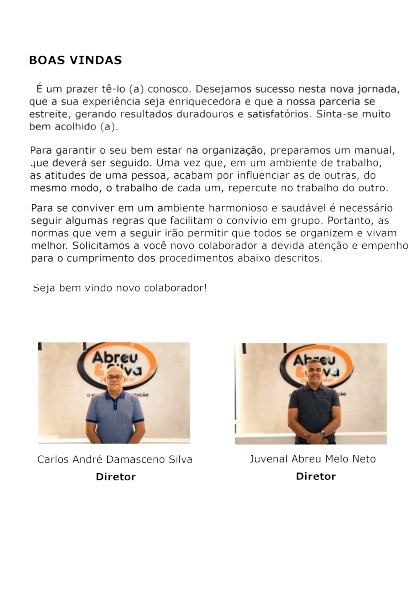 BOAS VINDAS
É um prazer tê-lo (a) conosco. Desejamos sucesso nesta nova jornada,
que a sua experiência seja enriquecedora e que a nossa parceria se
estreite, gerando resultados duradouros e satisfatórios. Sinta-se muito
bem acolhido (a).
Para garantir o seu bem estar na organização, preparamos um manual,
que deverá ser seguido. Uma vez que, em um ambiente de trabalho,
as atitudes de uma pessoa, acabam por influenciar as de outras, do
mesmo modo, o trabalho de cada um, repercute no trabalho do outro.
Para se conviver em um ambiente harmonioso e saudável é necessário
seguir algumas regras que facilitam o convivio em grupo. Portanto, as
normas que vem a seguir irão permitir que todos se organizem e vivam
melhor. Solicitamos a você novo colaborador a devida atenção e empenho
para o cumprimento dos procedimentos abaixo descritos.
Seja bem vindo novo colaborador!
Abreu
&Silva
Abreu
&Silva
Carlos André Damasceno Silva
Diretor
Juvenal Abreu Melo Neto
Diretor